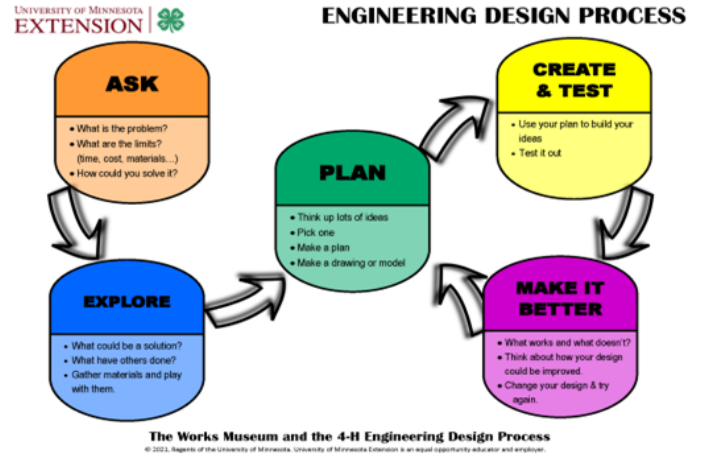 UNIVERSITY OF MINNESOTA
EXTENSION
ENGINEERING DESIGN PROCESS
ASK
• What is the problem?
• What are the limits?
(time, cost, materials...)
• How could you solve it?
EXPLORE
• What could be a solution?
• What have others done?
• Gather materials and play
with them.
PLAN
• Think up lots of ideas
• Pick one
• Make a plan
• Make a drawing or model
CREATE
& TEST
• Use your plan to build your
ideas
• Test it out
MAKE IT
BETTER
• What works and what doesn't?
• Think about how your design
could be improved.
• Change your design & try
again.
The Works Museum and the 4-H Engineering Design Process
© 2021, Regents of the University of Minnesota. University of Minnesota Extension is an equal opportunity educator and employer.